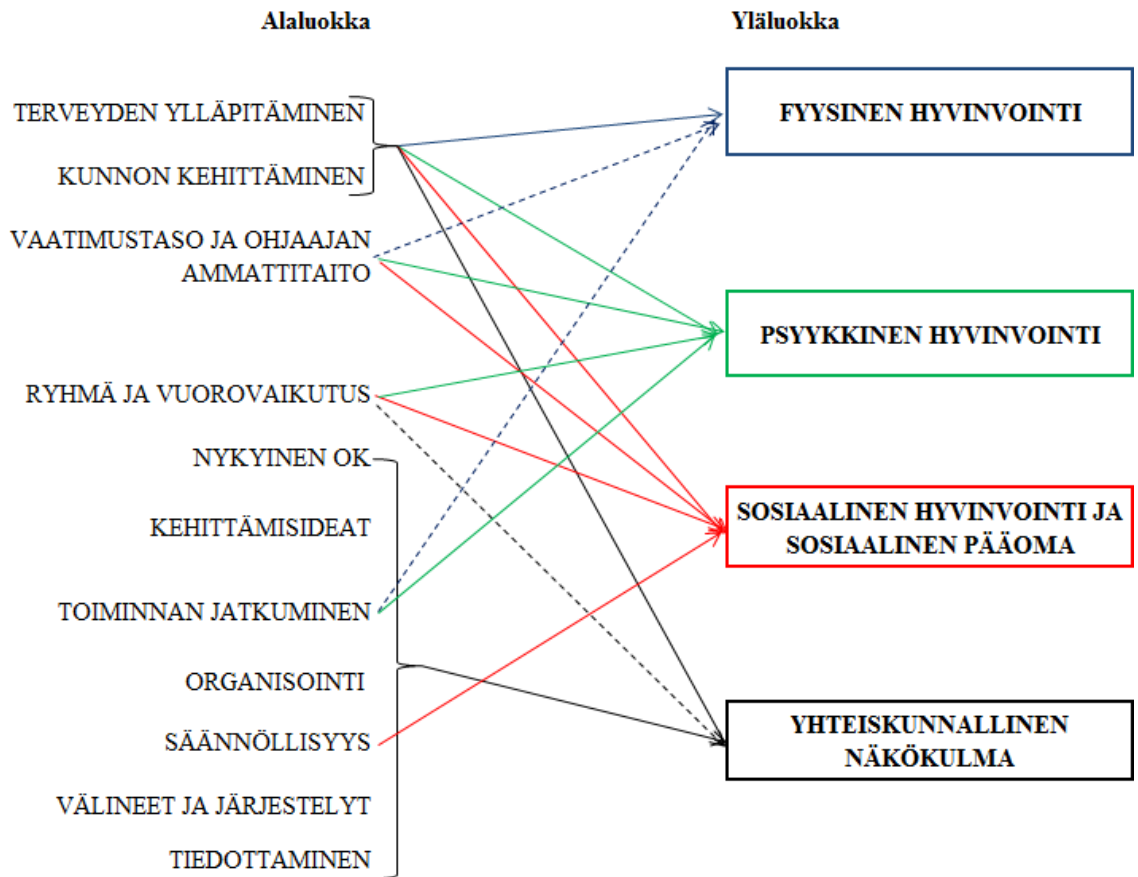 Alaluokka
Yläluokka
TERVEYDEN YLLÄPITÄMINEN
KUNNON KEHITTÄMINEN
VAATIMUSTASO JA OHJAAJAN
AMMATTITAITO
RYHMÄ JA VUOROVAIKUTUS
NYKYINEN OK
KEHITTÄMISIDEAT
TOIMINNAN JATKUMINEN
ORGANISOINTI
SÄÄNNÖLLISYYS
VÄLINEET JA JÄRJESTELYT
TIEDOTTAMINEN
FYYSINEN HYVINVOINTI
PSYYKKINEN HYVINVOINTI
SOSIAALINEN HYVINVOINTI JA
SOSIAALINEN PÄÄOMA
YHTEISKUNNALLINEN
NÄKÖKULMA